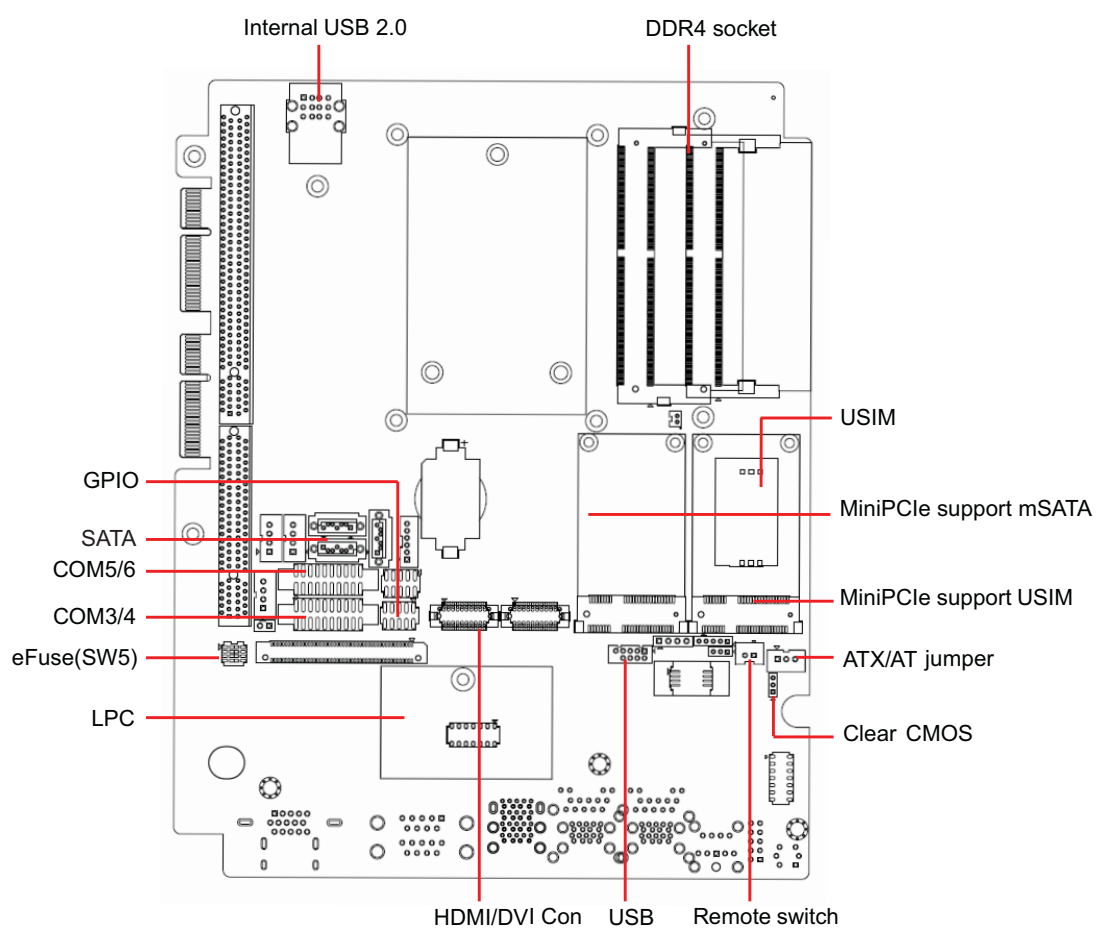 Internal USB 2.0
DDR4 socket
USIM
GPIO
MiniPCIe support mSATA
SATA
COM5/6
MiniPCIe support USIM
COM3/4
eFuse(SW5)
ATX/AT jumper
LPC
Clear CMOS
HDMI/DVI Con
USB
Remote switch